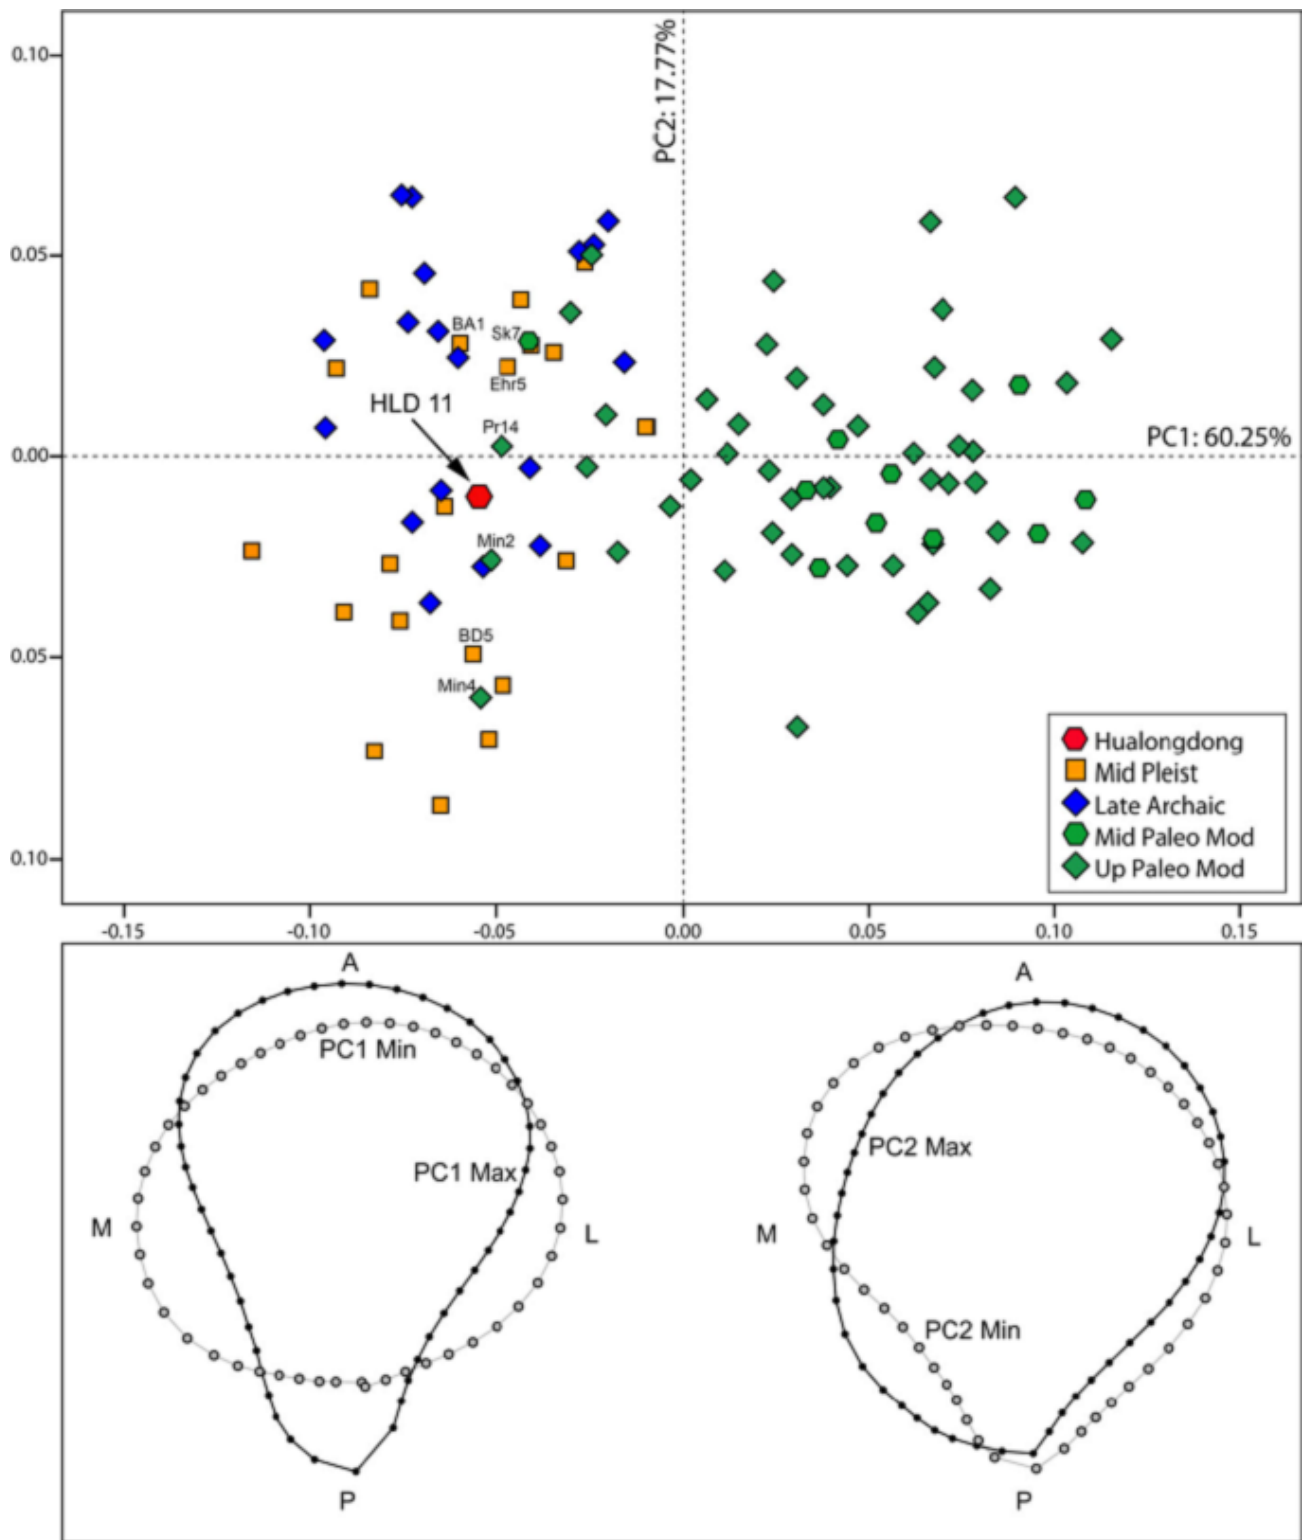 0.10
PC2: 17.77%
0.05
BA1
Sk7
Ehr5
HLD 11
Pr14
PC1: 60.25%
0.00
Min2
0.05
BD5
Min4
Hualongdong
Mid Pleist
Late Archaic
Mid Paleo Mod
Up Paleo Mod
0.10
-0.15 -0.10 -0.05 0.00 0.05 0.10 0.15
A
PC1 Min
PC1 Max
M
L
P
A
PC2 Max
M
L
PC2 Min
P